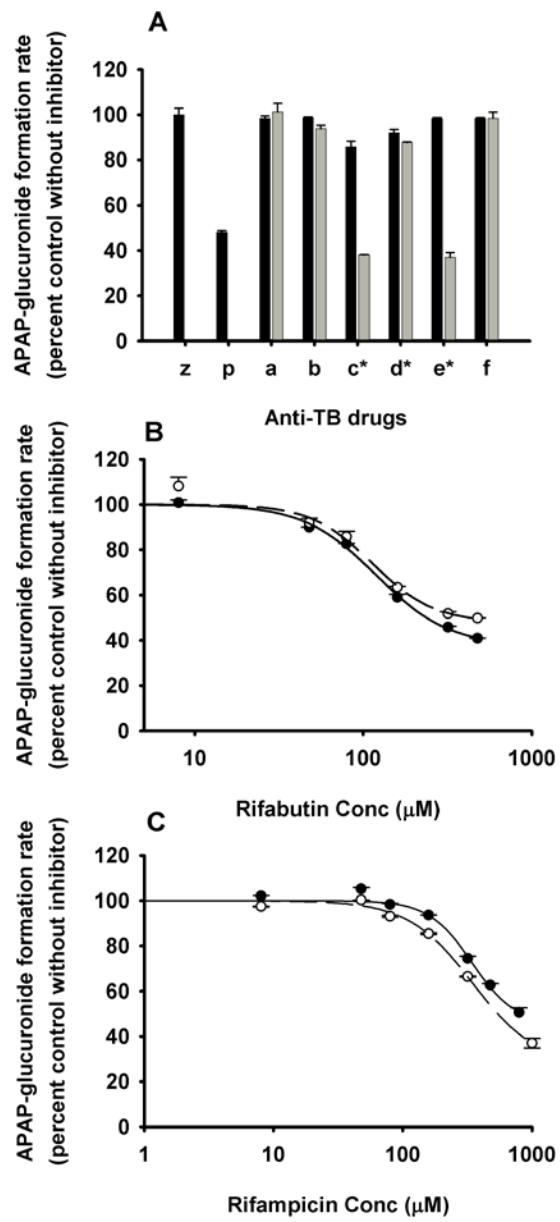 A
APAP-glucuronide formation rate
(percent control without inhibitor)
120
100
80
60
40
20
0
z p a b c* d* e* f
Anti-TB drugs
B
APAP-glucuronide formation rate
(percent control without inhibitor)
120
100
80
60
40
20
0
10 100 1000
Rifabutin Conc (μM)
C
APAP-glucuronide formation rate
(percent control without inhibitor)
120
100
80
60
40
20
0
1 10 100 1000
Rifampicin Conc (μM)